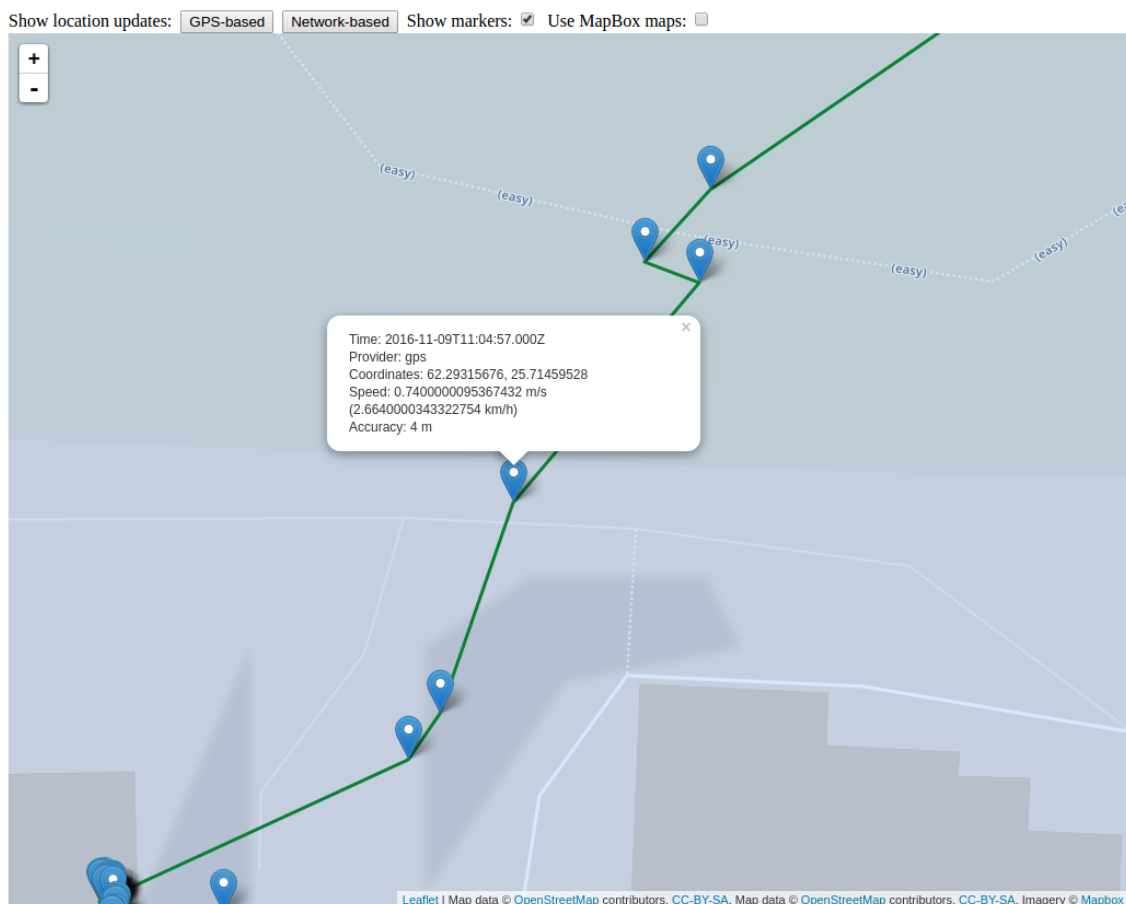 Show location updates: GPS-based Network-based Show markers: Use MapBox maps:
+
-
(easy)
(easy)
(easy)
(easy)
(easy)
Time: 2016-11-09T11:04:57.000Z
×
Provider: gps
Coordinates: 62.29315676, 25.71459528
Speed: 0.7400000095367432 m/s
(2.6640000343322754 km/h)
Accuracy: 4 m
Leaflet | Map data © OpenStreetMap contributors, CC-BY-SA, Map data © OpenStreetMap contributors, CC-BY-SA, Imagery © Mapbox